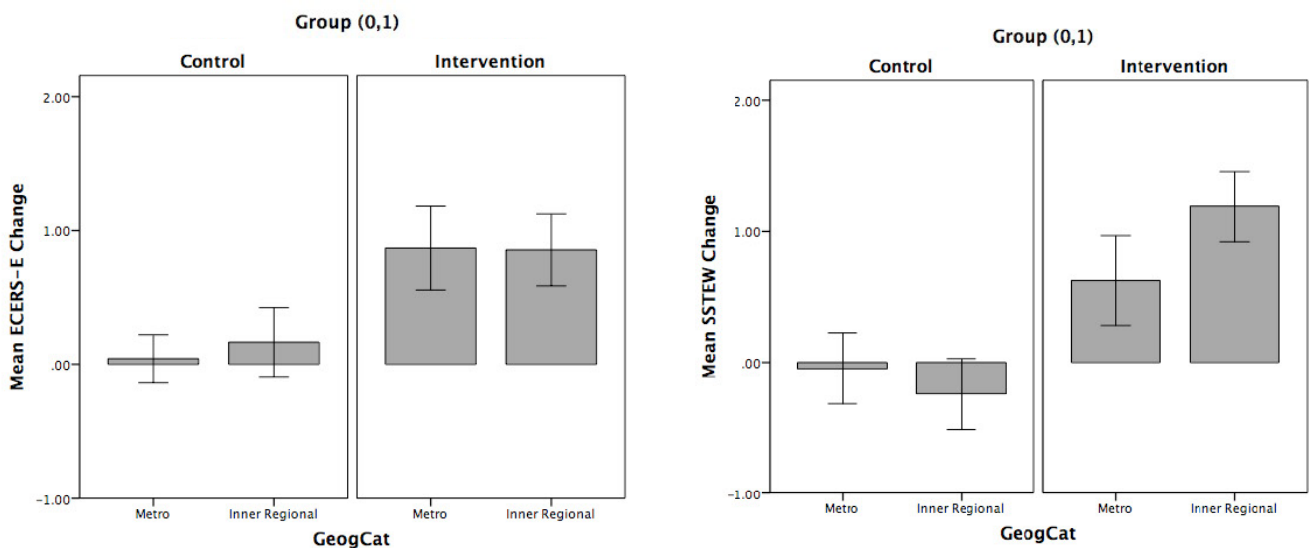 Group (0,1)
Control Intervention
2.00
1.00
.00
-1.00
Mean ECERS-E Change
Metro Inner Regional Metro Inner Regional
GeogCat
Group (0,1)
Control Intervention
2.00
1.00
.00
-1.00
Mean SSTEW Change
Metro Inner Regional Metro Inner Regional
GeogCat